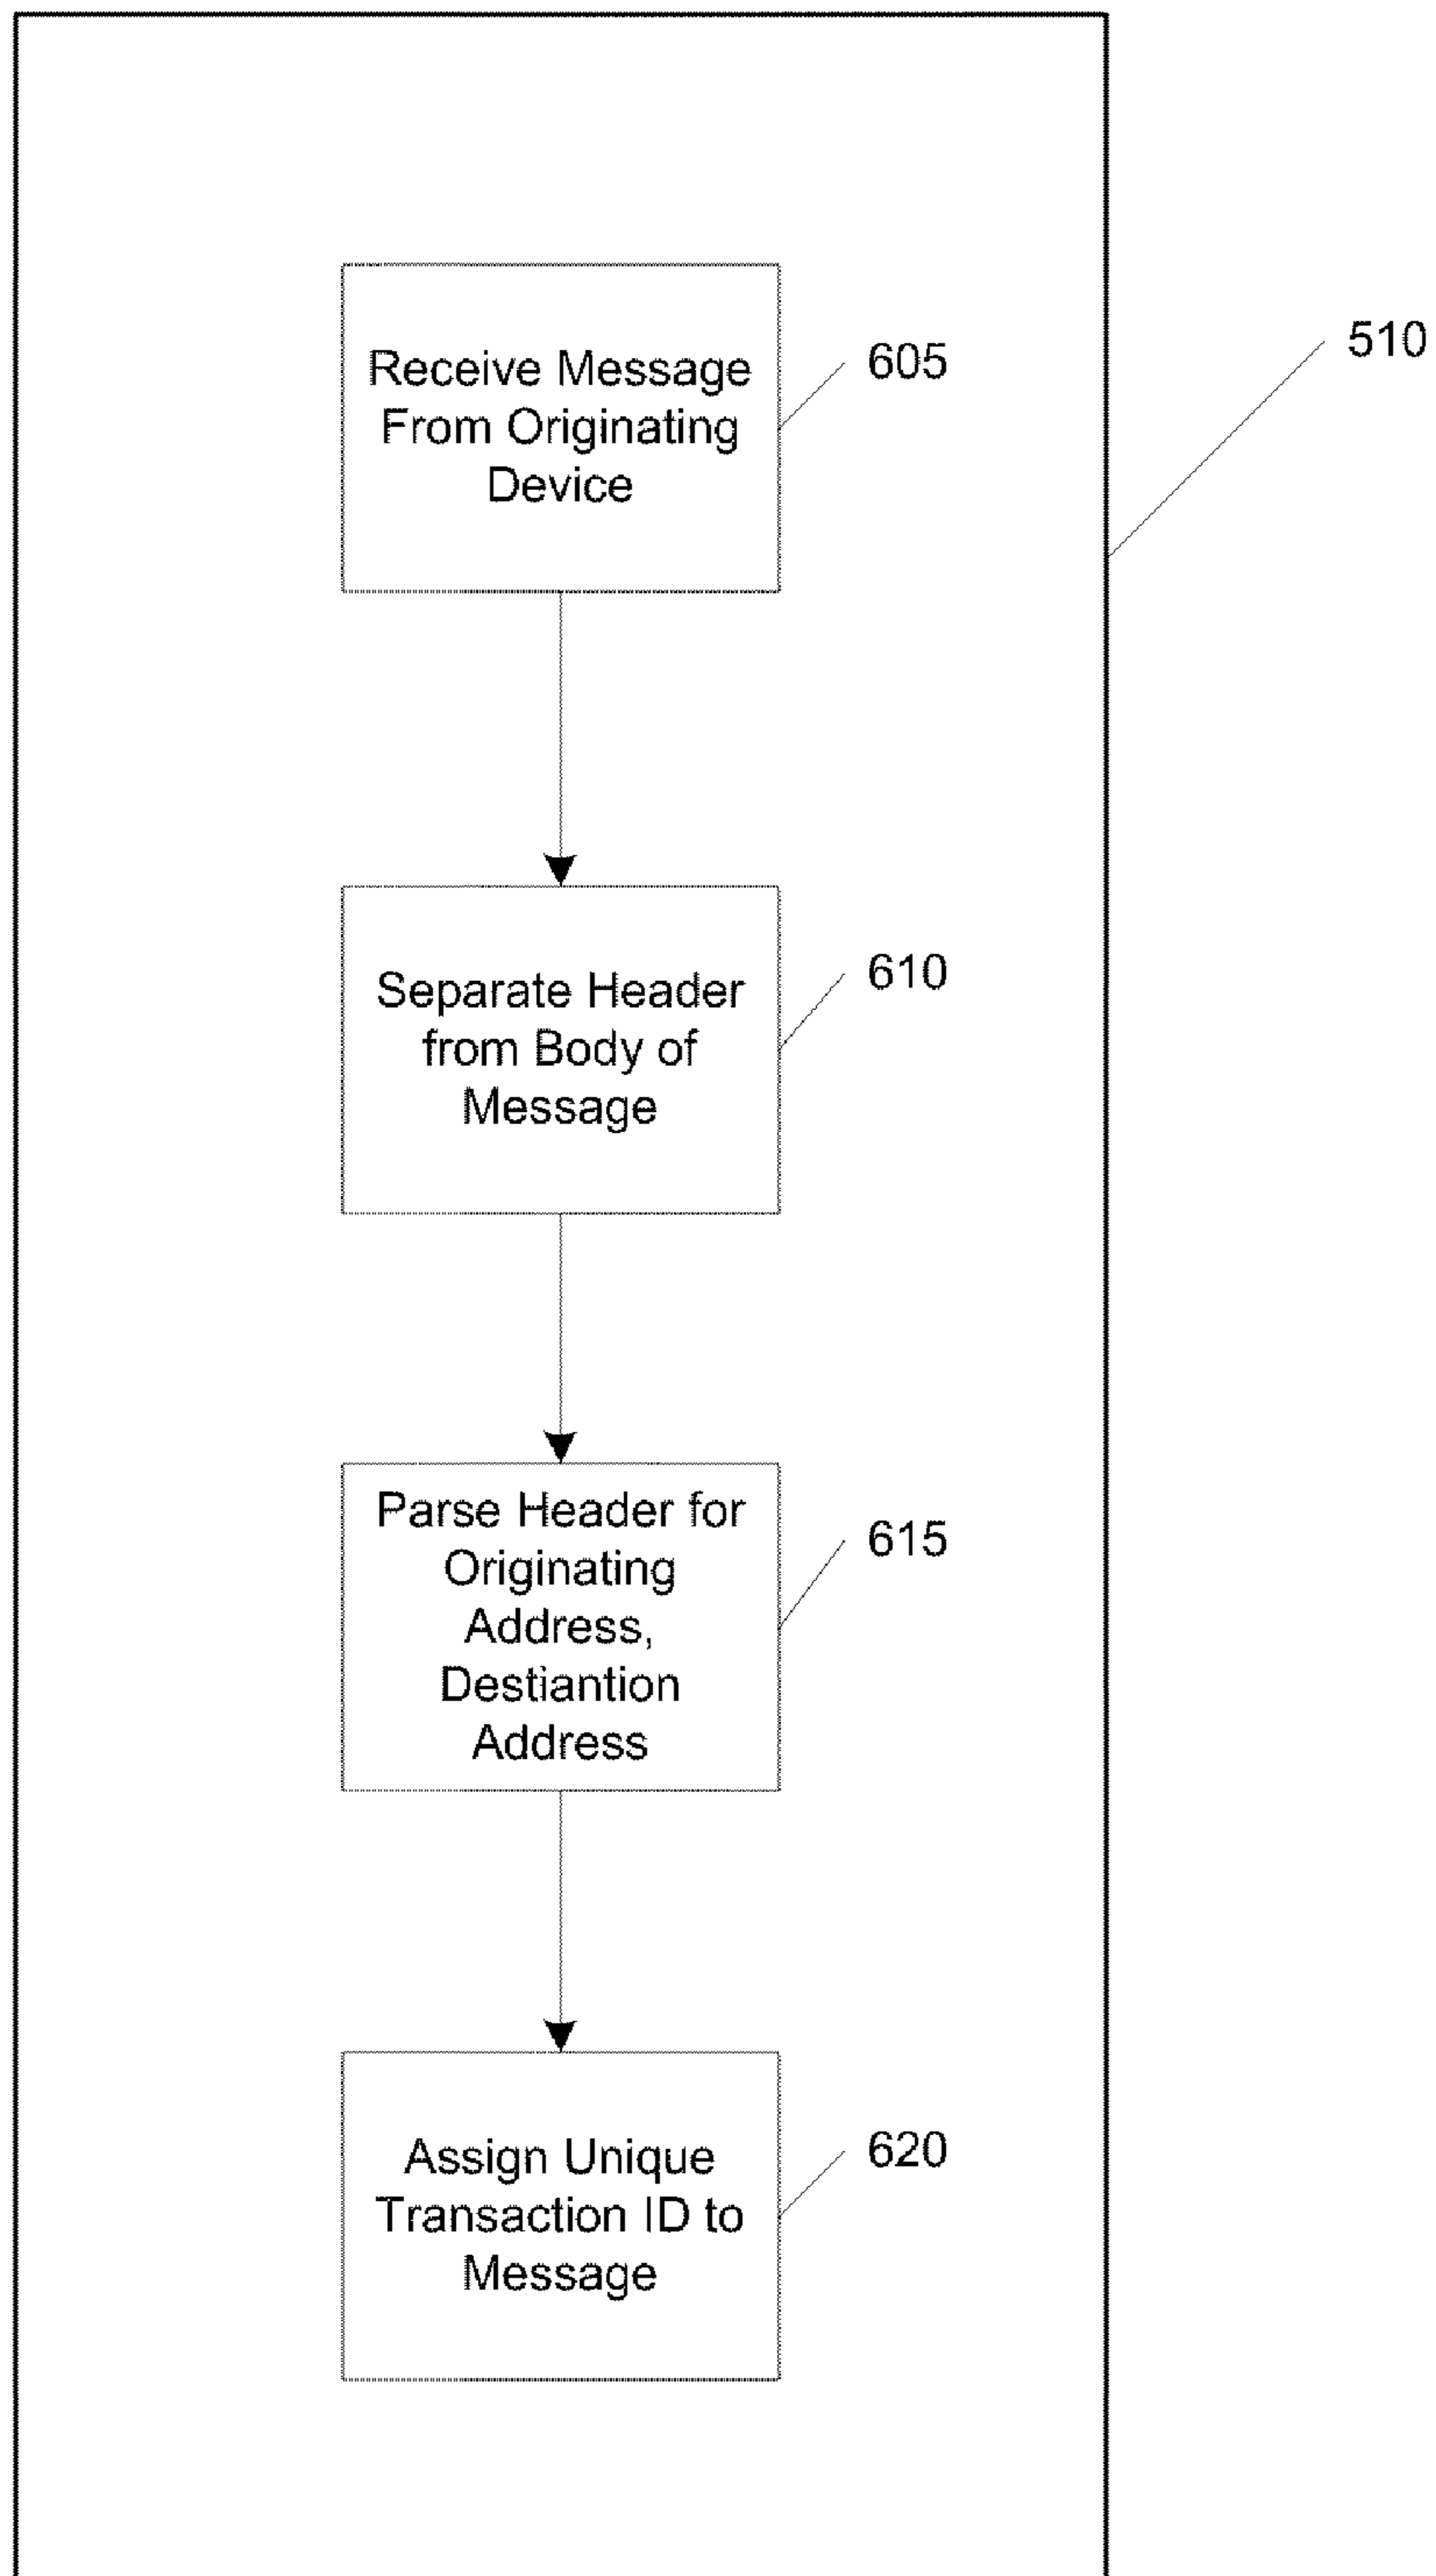 Receive Message
From Originating
Device
605
510
Separate Header
from Body of
Message
610
Parse Header for
Originating
Address,
Destiantion
Address
615
Assign Unique
Transaction ID to
Message
620